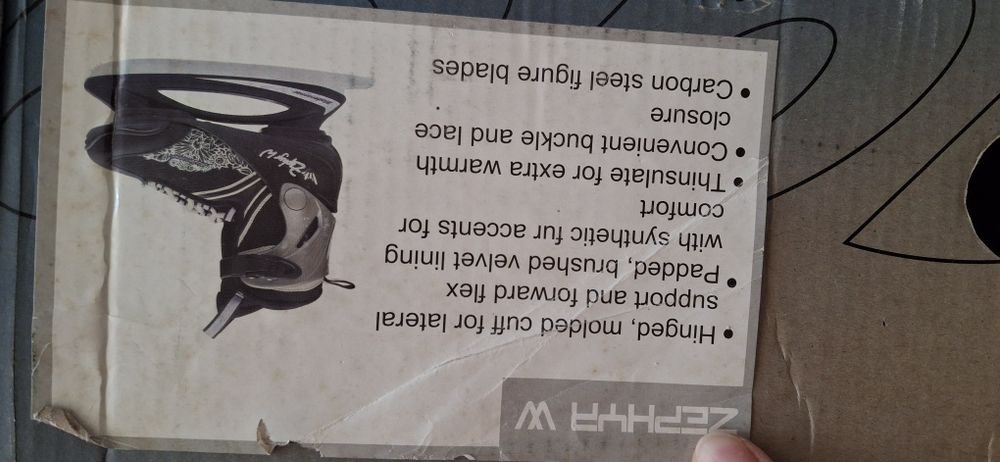 ZEPHYR W
• Hinged, molded cuff for lateral
support and forward flex
• Padded, brushed velvet lining
with synthetic fur accents for
comfort
• Thinsulate for extra warmth
• Convenient buckle and lace
closure
• Carbon steel figure blades
Zephyr W